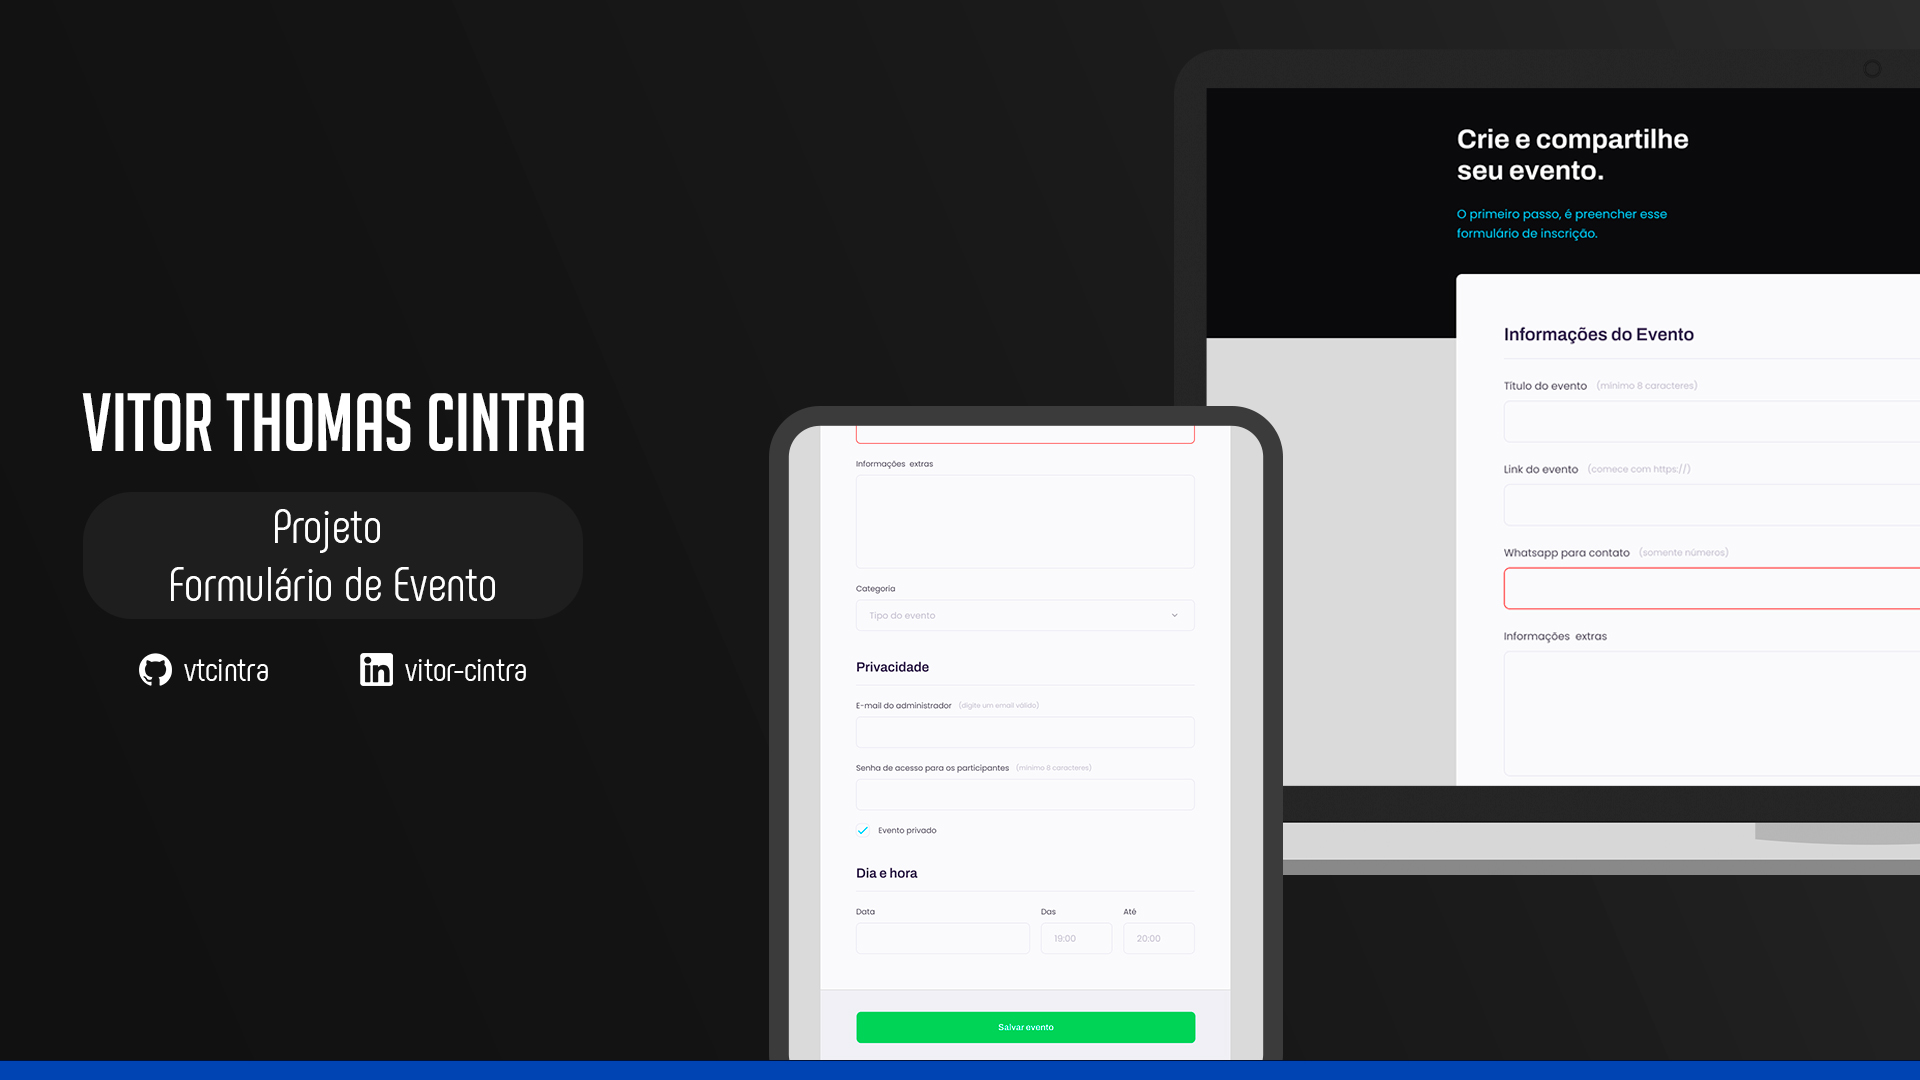 VITOR THOMAS CINTRA
Projeto
Formulário de Evento
vtcintra
vitor-cintra
Informações extras
Categoria
Tipo do evento
Privacidade
E-mail do administrador (digite um email válido)
Senha de acesso para os participantes (mínimo 6 caracteres)
Evento privado
Dia e hora
Data Das Até
19:00 20:00
Salvar evento
Crie e compartilhe
seu evento.
O primeiro passo, é preencher esse
formulário de inscrição.
Informações do Evento
Título do evento (mínimo 8 caracteres)
Link do evento (comece com https://)
Whatsapp para contato (somente números)
Informações extras